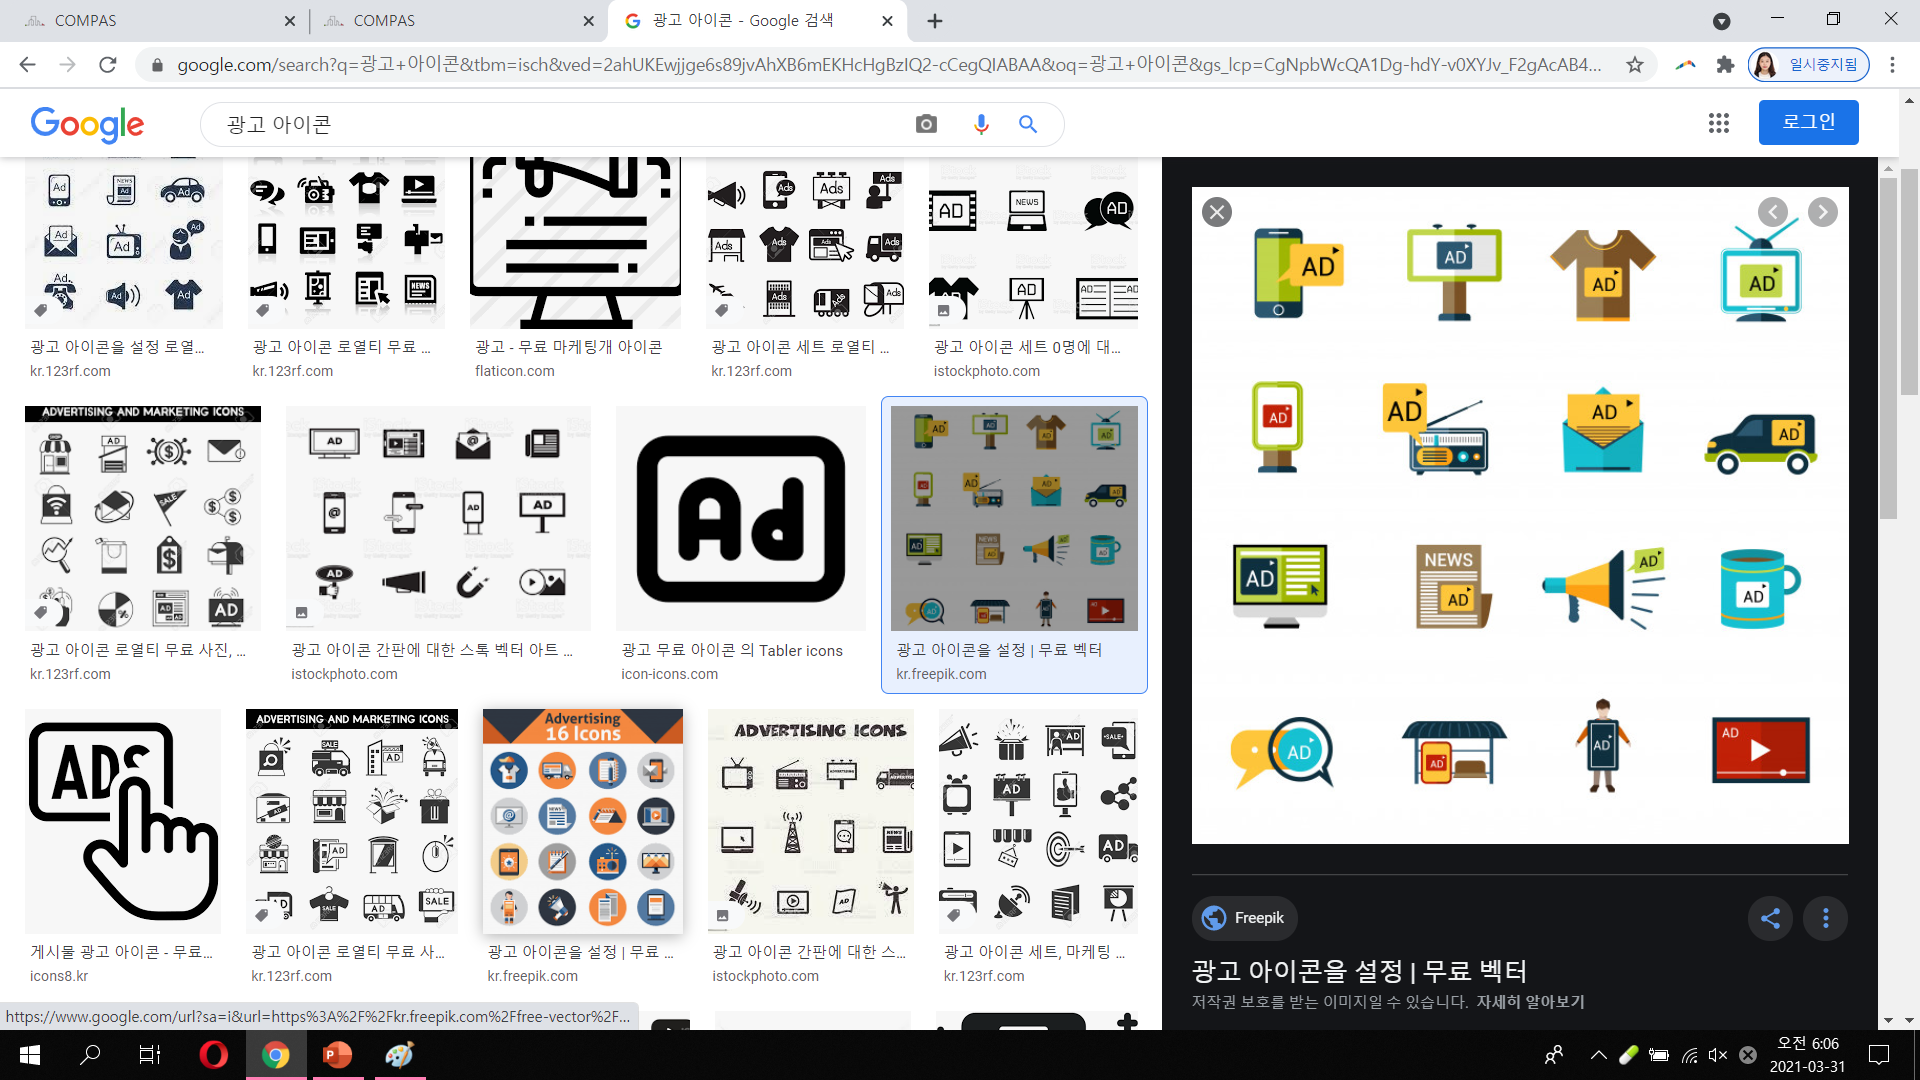 COMPAS
COMPAS
광고 아이콘 - Google 검색
google.com/search?q=광고+아이콘&tbm=isch&ved=2ahUKEwjjge6s89jvAhXB6mEKHcHgBzIQ2-cCegQIABAA&oq=광고+아이콘&gs_lcp=CgNpbWcQA1Dg-hdY-v0XYJv_F2gAcAB4...
일시중지됨
Google
광고 아이콘
로그인
광고 아이콘을 설정 로열...
kr.123rf.com
광고 아이콘 로열티 무료 ...
kr.123rf.com
광고 - 무료 마케팅개 아이콘
flaticon.com
광고 아이콘 세트 로열티 ...
kr.123rf.com
광고 아이콘 세트 0명에 대...
istockphoto.com
ADVERTISING AND MARKETING ICONS
Ad
광고 아이콘 로열티 무료 사진, ...
kr.123rf.com
광고 아이콘 간판에 대한 스톡 벡터 아트 ...
istockphoto.com
광고 무료 아이콘 의 Tabler icons
icon-icons.com
광고 아이콘을 설정 | 무료 벡터
kr.freepik.com
ADS
ADVERTISING AND MARKETING ICONS
Advertising
16 Icons
ADVERTISING ICONS
게시물 광고 아이콘 - 무료...
icons8.kr
광고 아이콘 로열티 무료 사...
kr.123rf.com
광고 아이콘을 설정 | 무료 ...
kr.freepik.com
광고 아이콘 간판에 대한 스...
istockphoto.com
광고 아이콘 세트, 마케팅 ...
kr.123rf.com
AD AD AD AD
AD AD AD AD
AD NEWS AD AD AD
AD AD AD AD
Freepik
광고 아이콘을 설정 | 무료 벡터
저작권 보호를 받는 이미지일 수 있습니다. 자세히 알아보기
https://www.google.com/url?sa=i&url=https%3A%2F%2Fkr.freepik.com%2Ffree-vector%2F...
오전 6:06
2021-03-31